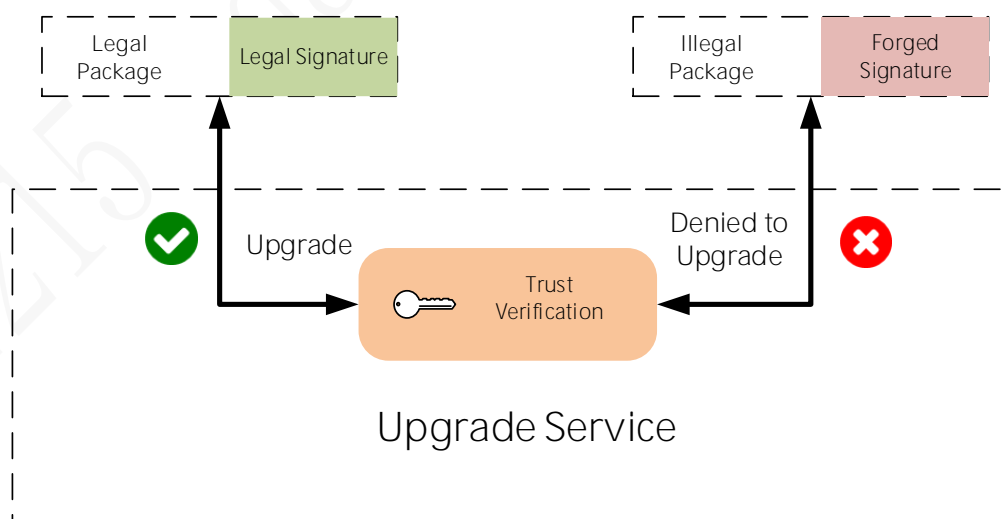 Legal
Package
Legal Signature
Illegal
Package
Forged
Signature
Upgrade
Denied to
Upgrade
Trust
Verification
Upgrade Service